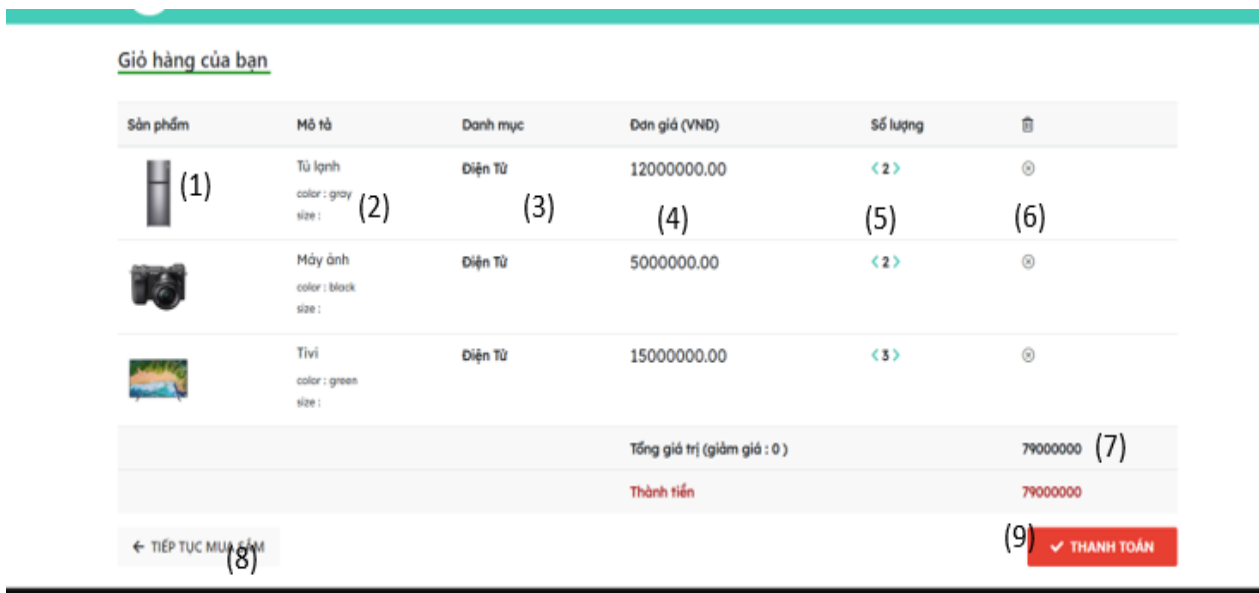 Giỏ hàng của bạn
Sản phẩm Mô tả Danh mục Đơn giá (VNĐ) Số lượng
(1) Tủ lạnh Điện Tử 12000000.00 < 2 >
color : gray
size : (2) (3) (4) (5) (6)
Máy ảnh Điện Tử 5000000.00 < 2 >
color : black
size :
Tivi Điện Tử 15000000.00 < 3 >
color : green
size :
Tổng giá trị (giảm giá : 0 ) 79000000 (7)
Thành tiền 79000000
← TIẾP TỤC MUA SẮM (8) (9) ✓ THANH TOÁN